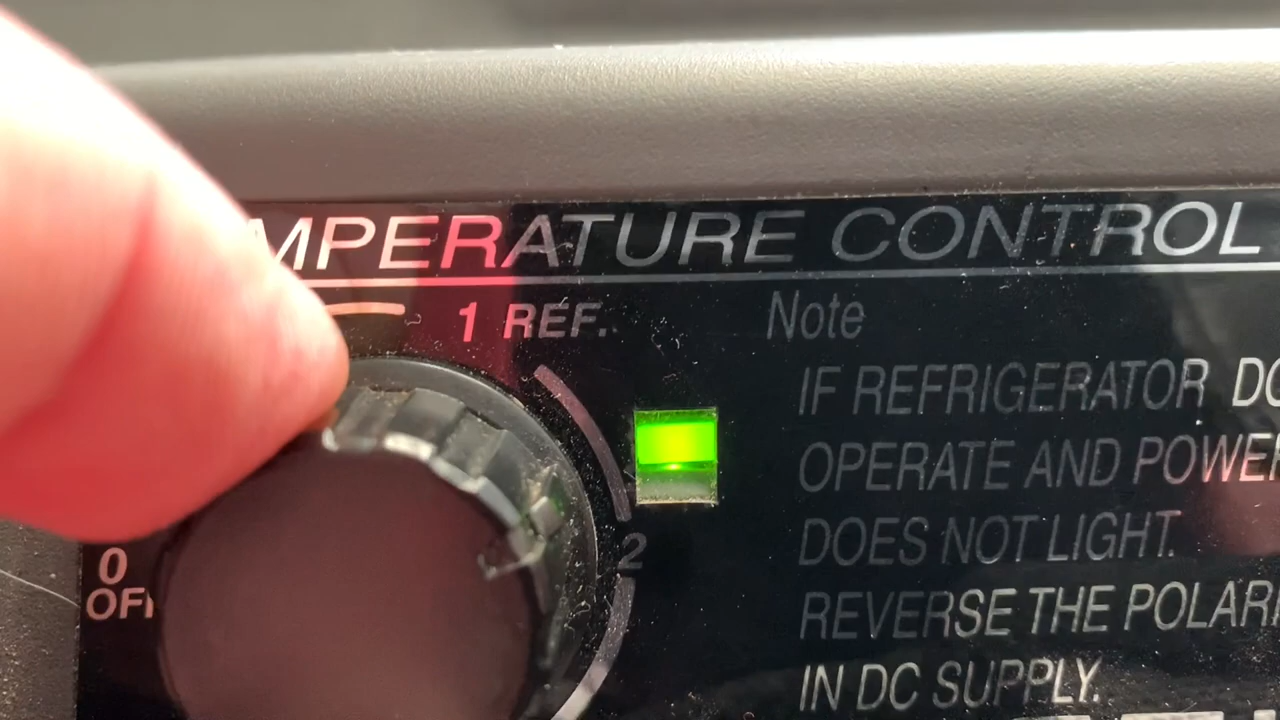 MPERATURE CONTROL
1 REF.
Note
IF REFRIGERATOR DO
OPERATE AND POWER
DOES NOT LIGHT.
2
0
OFF
REVERSE THE POLARI
IN DC SUPPLY.